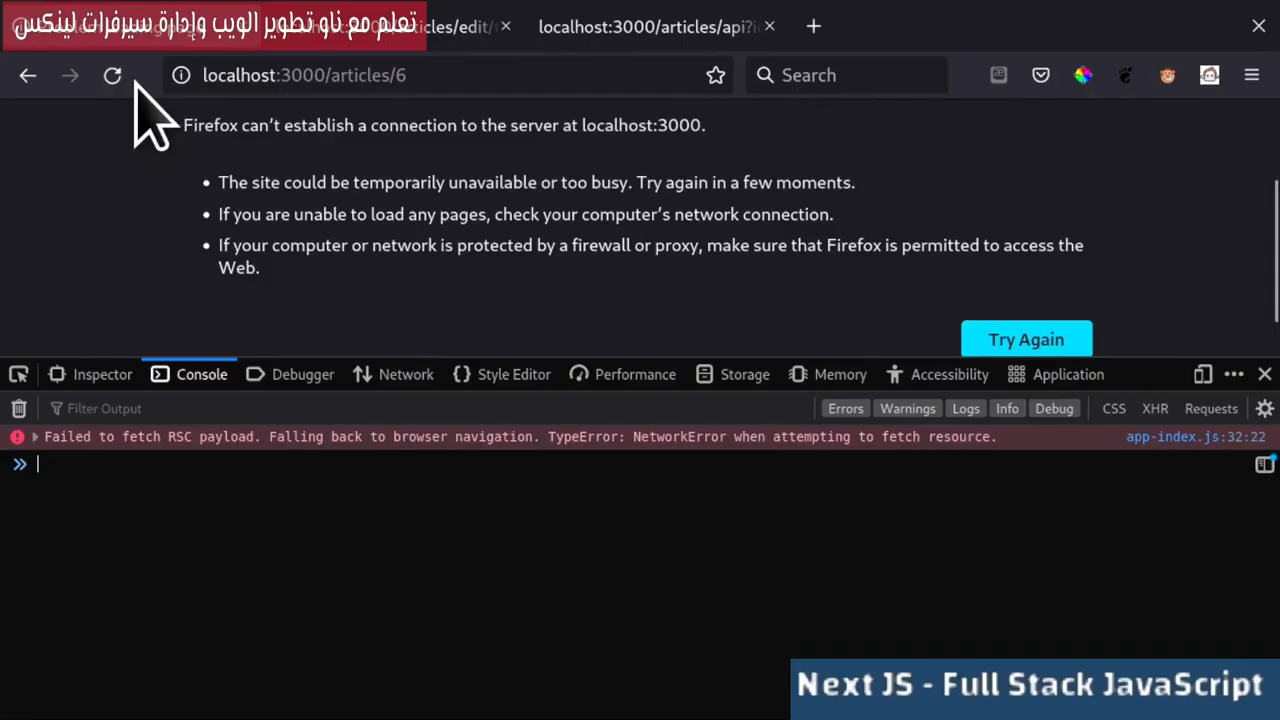 تعلم مع ناو تطوير الويب وإدارة سيرفرات لينكس
articles/edit/
localhost:3000/articles/api?i
localhost:3000/articles/6
Search
Firefox can’t establish a connection to the server at localhost:3000.
• The site could be temporarily unavailable or too busy. Try again in a few moments.
• If you are unable to load any pages, check your computer’s network connection.
• If your computer or network is protected by a firewall or proxy, make sure that Firefox is permitted to access the
Web.
Try Again
Inspector Console Debugger Network Style Editor Performance Storage Memory Accessibility Application
Filter Output Errors Warnings Logs Info Debug CSS XHR Requests
Failed to fetch RSC payload. Falling back to browser navigation. TypeError: NetworkError when attempting to fetch resource. app-index.js:32:22
Next JS - Full Stack JavaScript